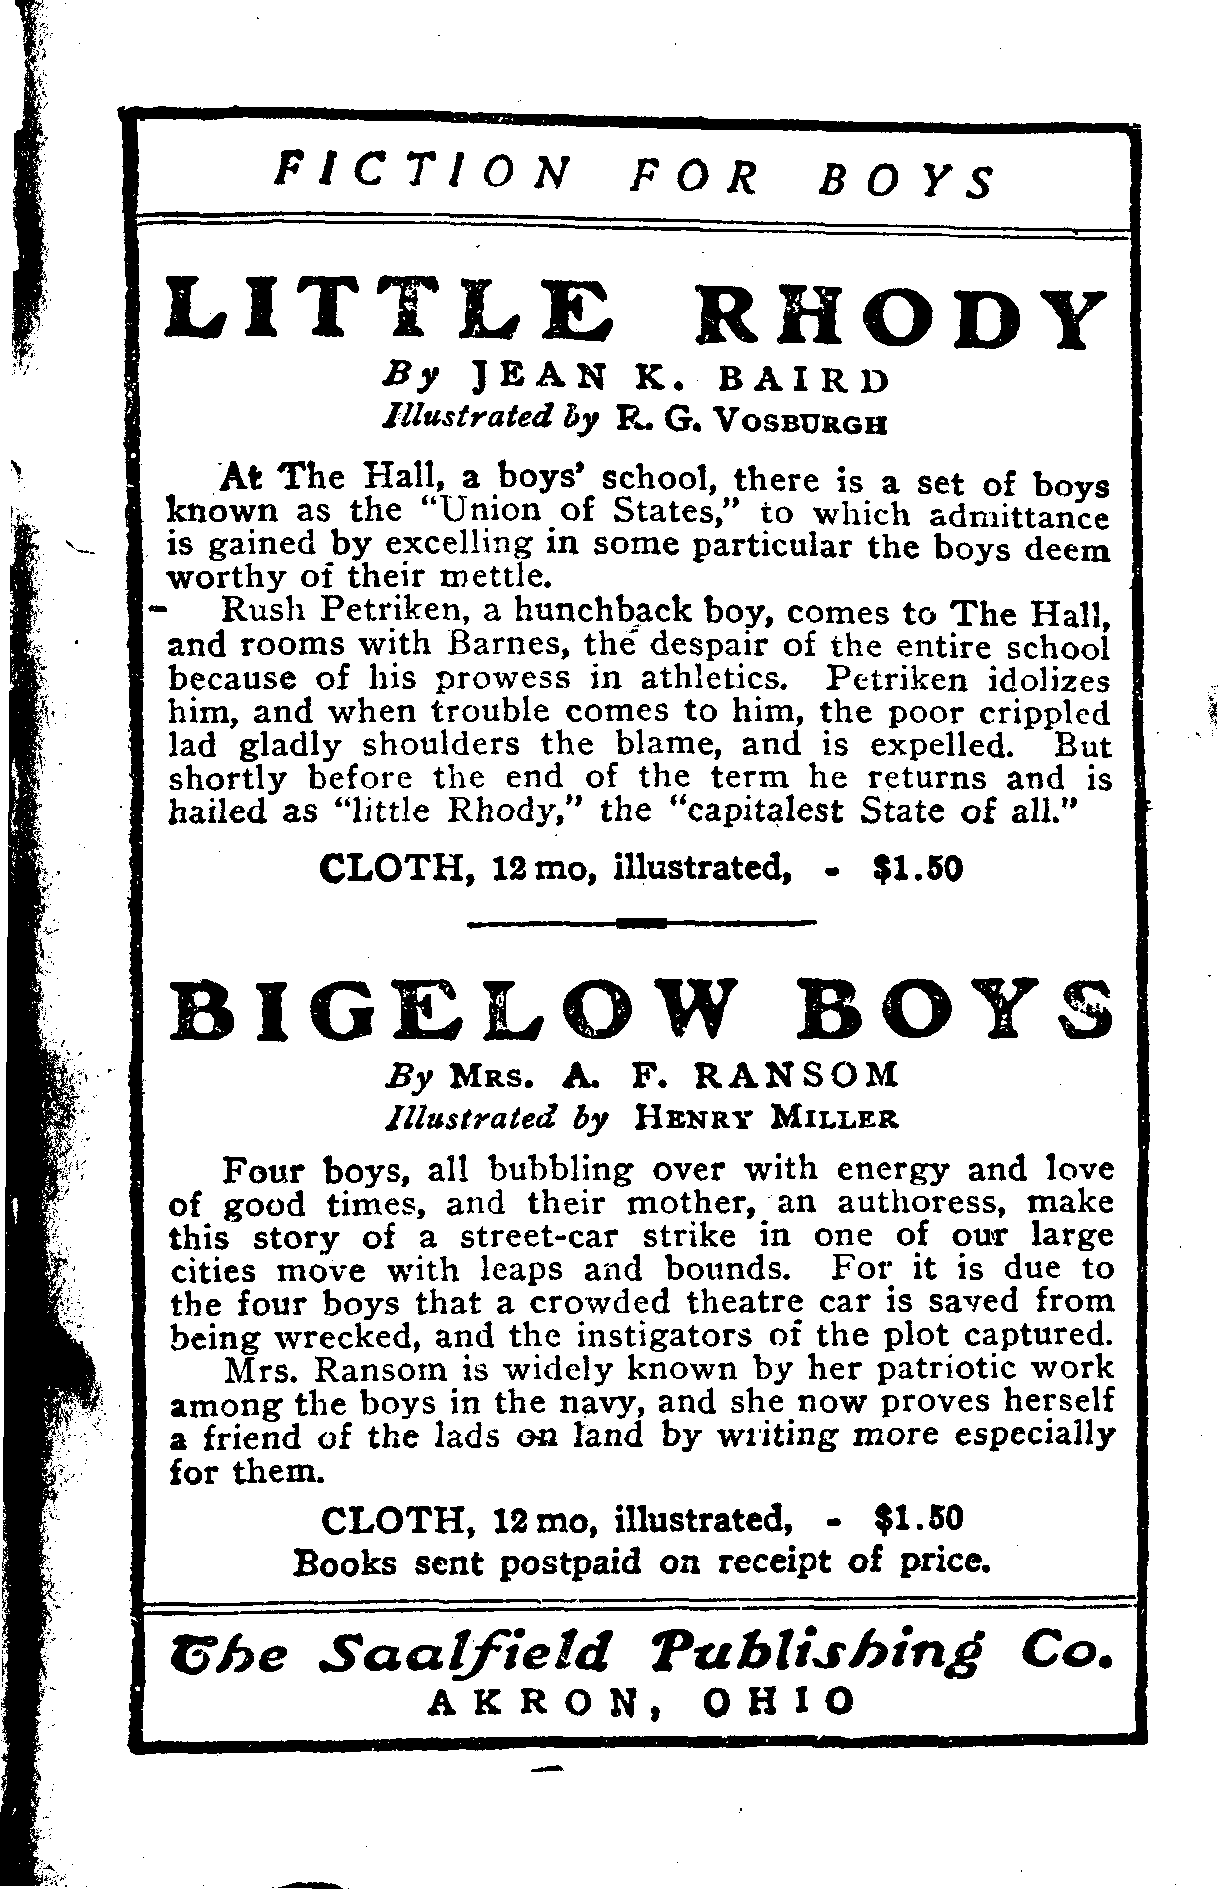 FICTION FOR BOYS
LITTLE RHODY
By JEAN K. BAIRD
Illustrated by R. G. VOSBURGH
At The Hall, a boys' school, there is a set of boys
known as the "Union of States," to which admittance
is gained by excelling in some particular the boys deem
worthy of their mettle.
Rush Petriken, a hunchback boy, comes to The Hall,
and rooms with Barnes, the despair of the entire school
because of his prowess in athletics. Petriken idolizes
him, and when trouble comes to him, the poor crippled
lad gladly shoulders the blame, and is expelled. But
shortly before the end of the term he returns and is
hailed as "little Rhody," the "capitalest State of all."
CLOTH, 12 mo, illustrated, - $1.50
BIGELOW BOYS
By MRS. A. F. RANSOM
Illustrated by HENRY MILLER
Four boys, all bubbling over with energy and love
of good times, and their mother, an authoress, make
this story of a street-car strike in one of our large
cities move with leaps and bounds. For it is due to
the four boys that a crowded theatre car is saved from
being wrecked, and the instigators of the plot captured.
Mrs. Ransom is widely known by her patriotic work
among the boys in the navy, and she now proves herself
a friend of the lads on land by writing more especially
for them.
CLOTH, 12 mo, illustrated, - $1.50
Books sent postpaid on receipt of price.
The Saalfield Publishing Co.
AKRON, OHIO